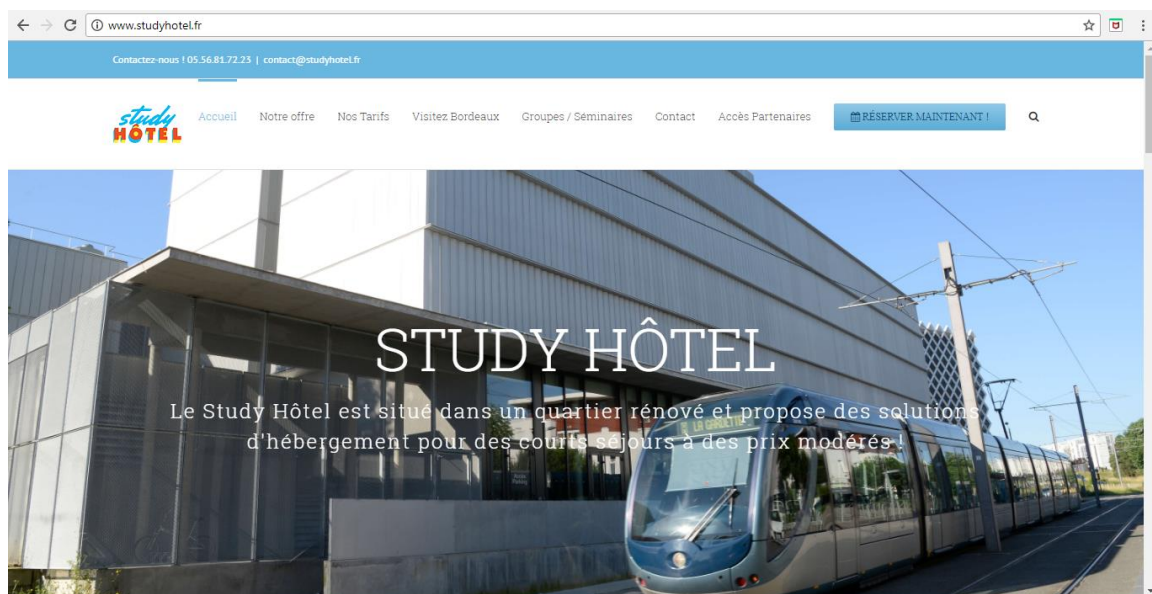 www.studyhotel.fr
Contactez-nous ! 05.56.81.72.23 | contact@studyhotel.fr
study
HÔTEL
Accueil Notre offre Nos Tarifs Visitez Bordeaux Groupes / Séminaires Contact Accès Partenaires RÉSERVER MAINTENANT !
STUDY HÔTEL
Le Study Hôtel est situé dans un quartier rénové et propose des solutions
d'hébergement pour des courts séjours à des prix modérés !
LA GARDETTE